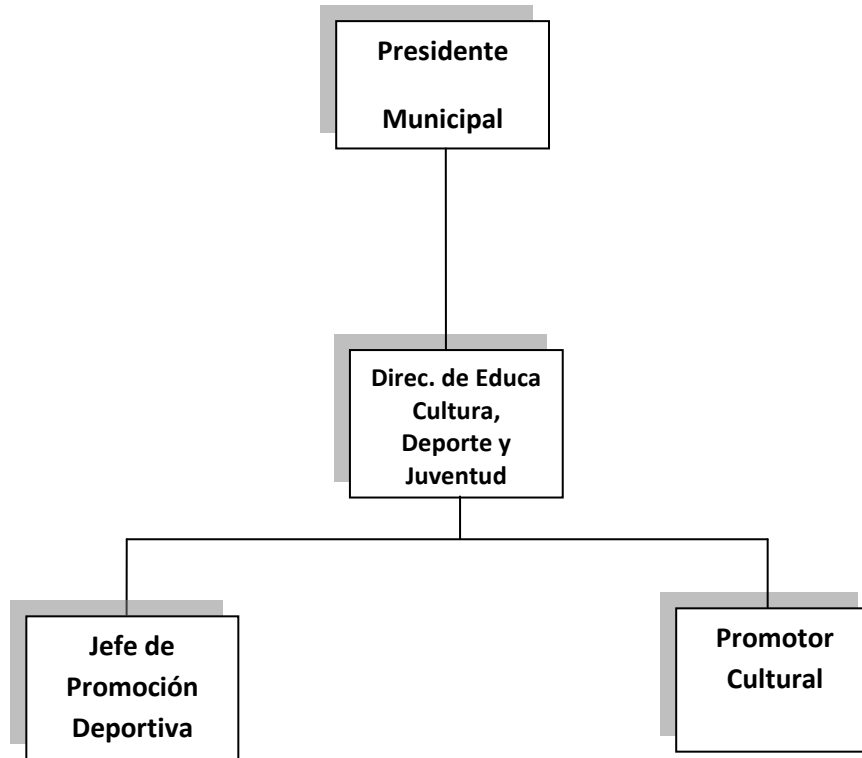 Presidente
Municipal
Direc. de Educa
Cultura,
Deporte y
Juventud
Jefe de
Promoción
Deportiva
Promotor
Cultural